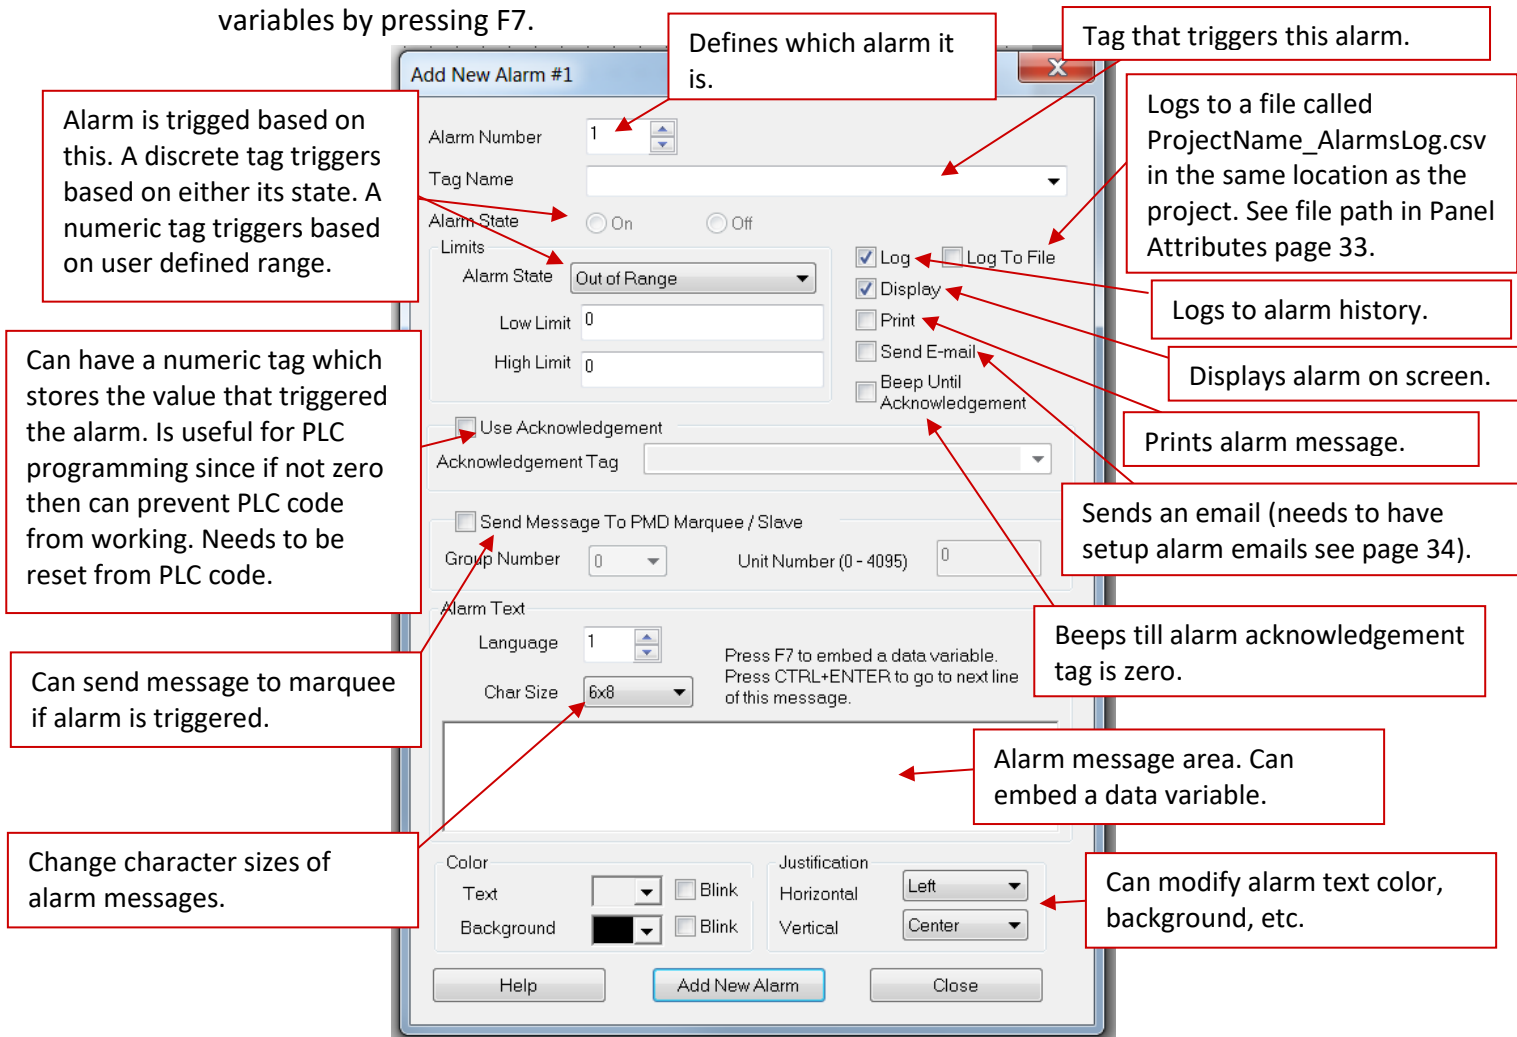 variables by pressing F7.
Defines which alarm it
is.
Tag that triggers this alarm.
Add New Alarm #1
X
Alarm is trigged based on
this. A discrete tag triggers
based on either its state. A
numeric tag triggers based
on user defined range.
Logs to a file called
ProjectName_AlarmsLog.csv
in the same location as the
project. See file path in Panel
Attributes page 33.
Alarm Number
1
Tag Name
Alarm State
On
Off
Limits
Alarm State
Out of Range
Low Limit
0
High Limit
0
Log
Log To File
Display
Print
Send E-mail
Beep Until
Acknowledgement
Logs to alarm history.
Displays alarm on screen.
Prints alarm message.
Can have a numeric tag which
stores the value that triggered
the alarm. Is useful for PLC
programming since if not zero
then can prevent PLC code
from working. Needs to be
reset from PLC code.
Use Acknowledgement
Acknowledgement Tag
Sends an email (needs to have
setup alarm emails see page 34).
Send Message To PMD Marquee / Slave
Group Number
0
Unit Number (0 - 4095)
0
Beeps till alarm acknowledgement
tag is zero.
Can send message to marquee
if alarm is triggered.
Alarm Text
Language
1
Char Size
6x8
Press F7 to embed a data variable.
Press CTRL+ENTER to go to next line
of this message.
Alarm message area. Can
embed a data variable.
Change character sizes of
alarm messages.
Color
Text
Blink
Background
Blink
Justification
Horizontal
Left
Vertical
Center
Can modify alarm text color,
background, etc.
Help
Add New Alarm
Close